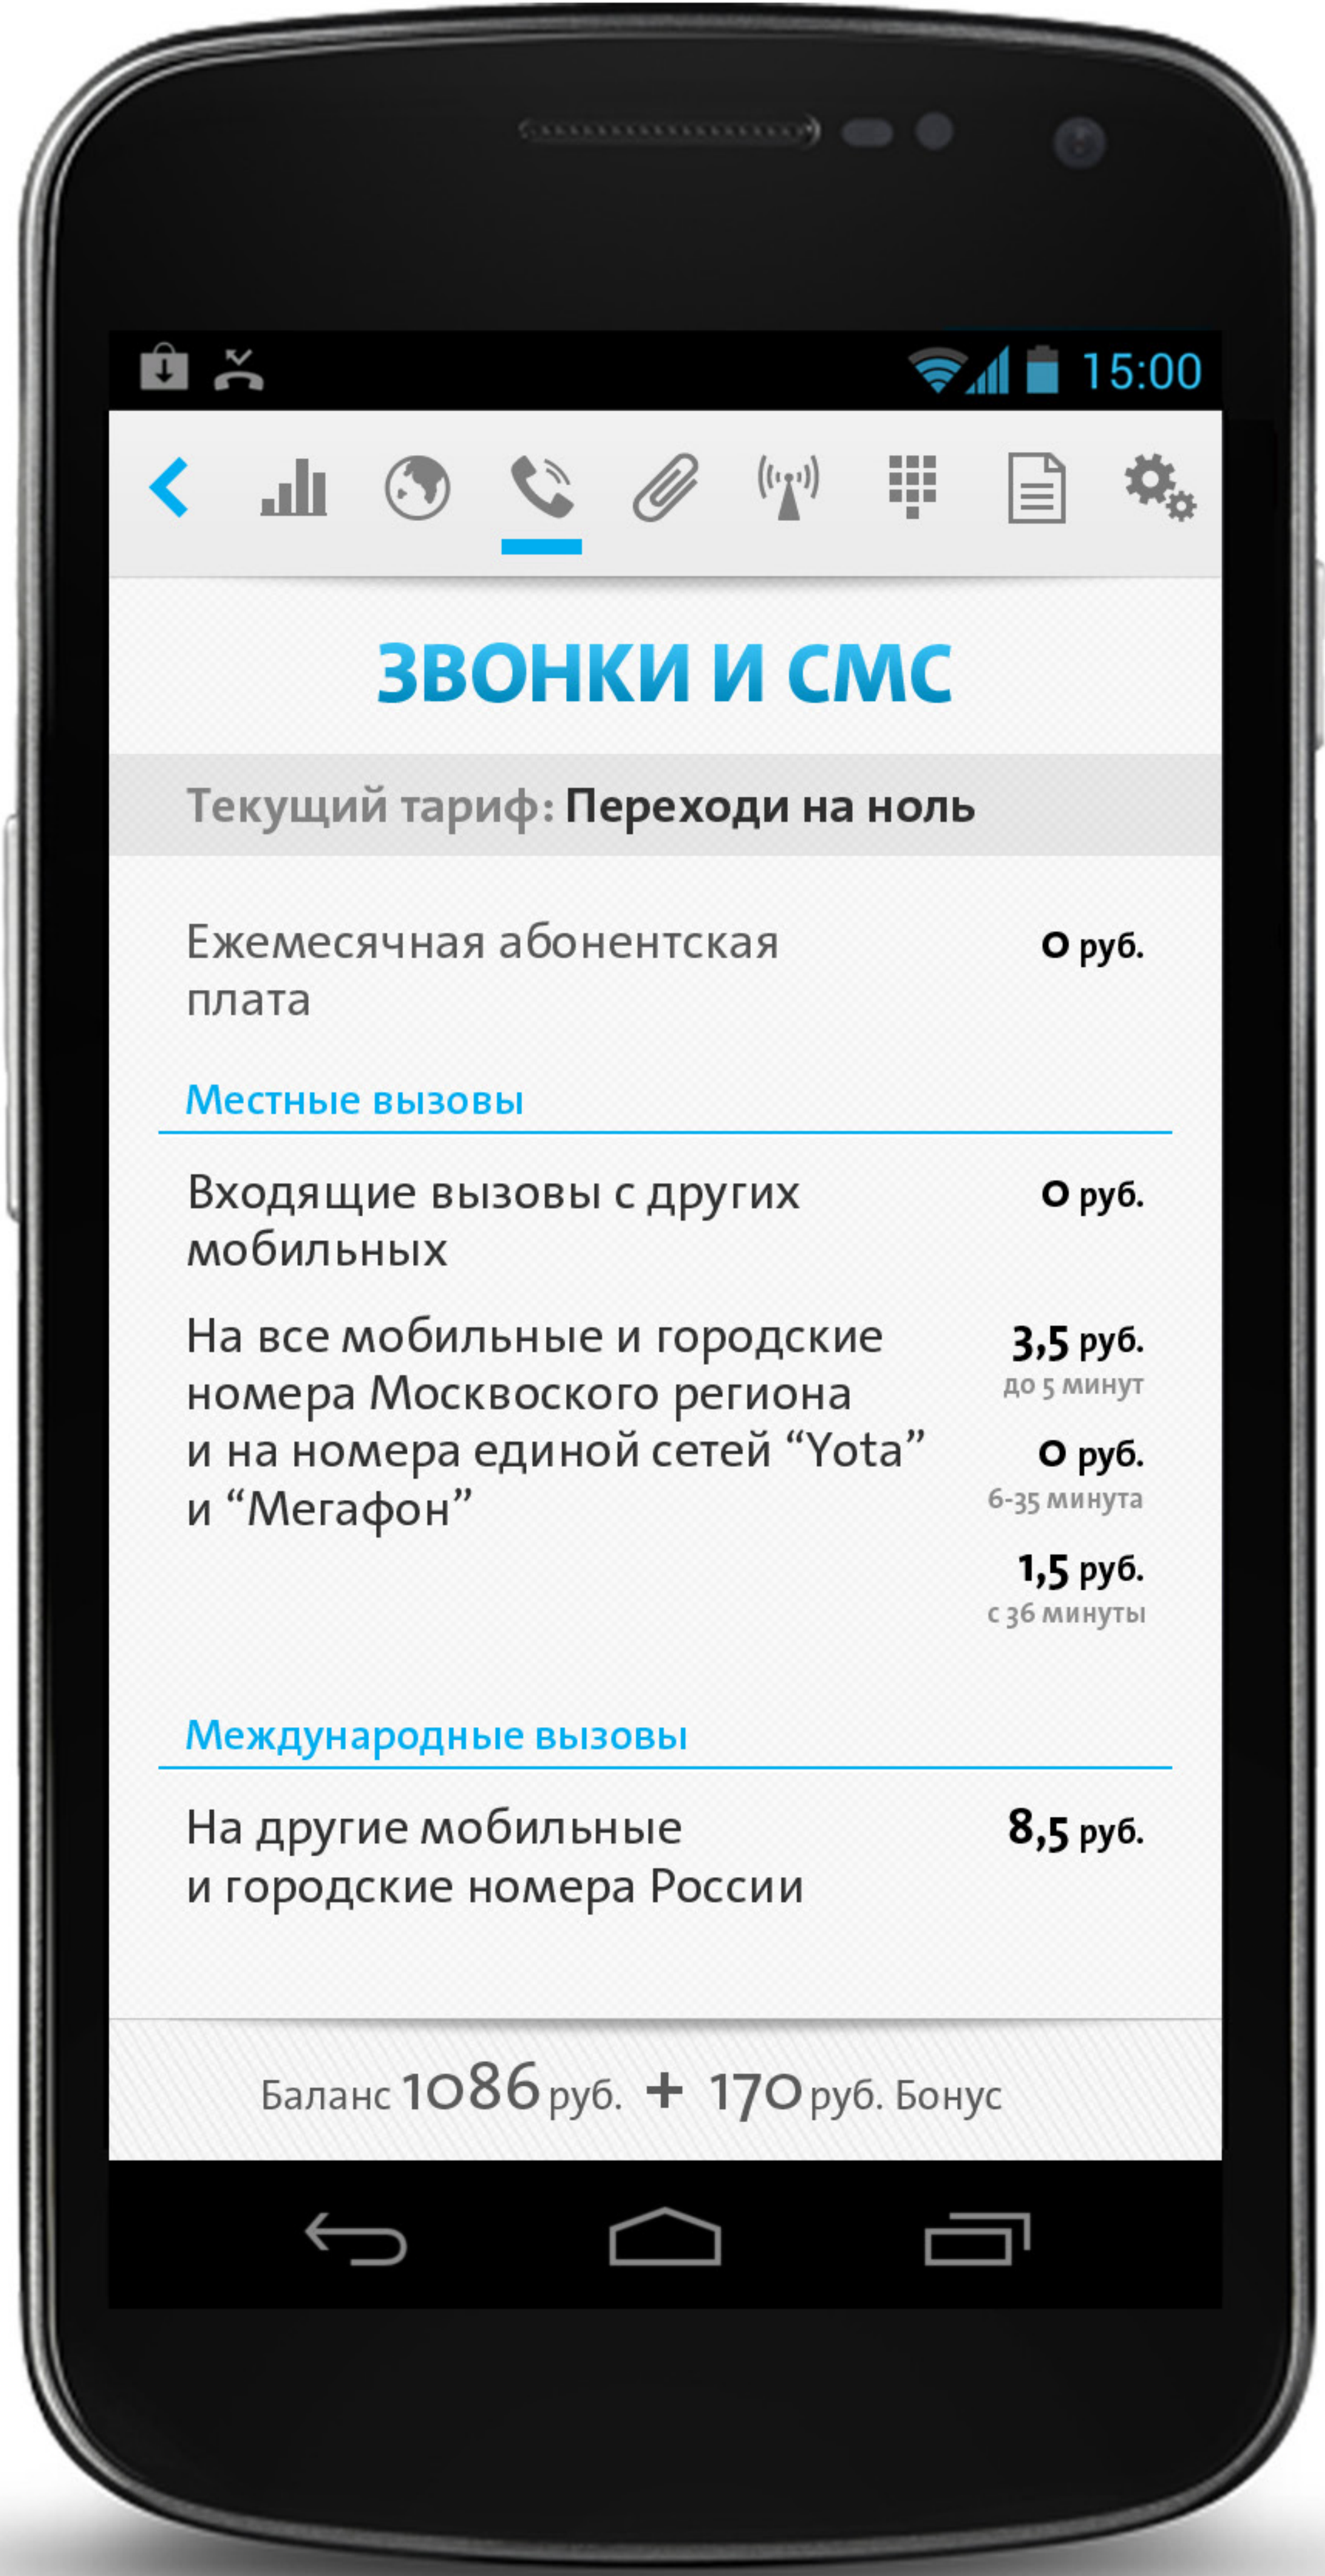 15:00
ЗВОНКИ И СМС
Текущий тариф: Переходи на ноль
Ежемесячная абонентская 0 руб.
плата
Местные вызовы
Входящие вызовы с других 0 руб.
мобильных
На все мобильные и городские 3,5 руб.
номера Москвоского региона до 5 минут
и на номера единой сетей “Yota” 0 руб.
и “Мегафон” 6-35 минута
1,5 руб.
с 36 минуты
Международные вызовы
На другие мобильные 8,5 руб.
и городские номера России
Баланс 1086 руб. + 170 руб. Бонус